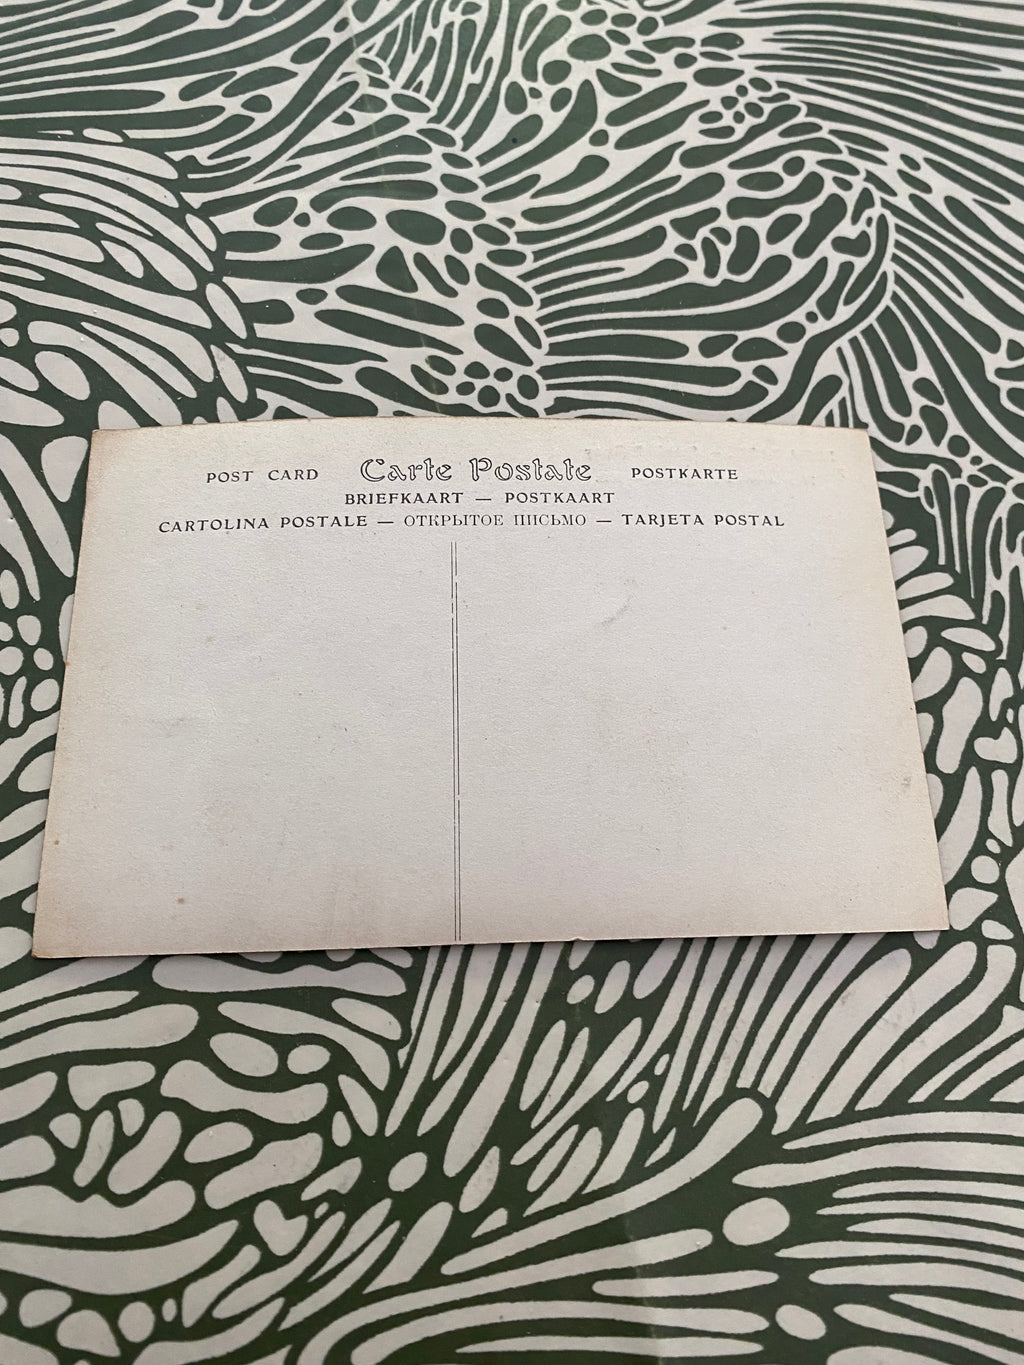 POST CARD Carte Postale POSTKARTE
BRIEFKAART — POSTKAART
CARTOLINA POSTALE — ОТКРЫТОЕ ПИСЬМО — TARJETA POSTAL